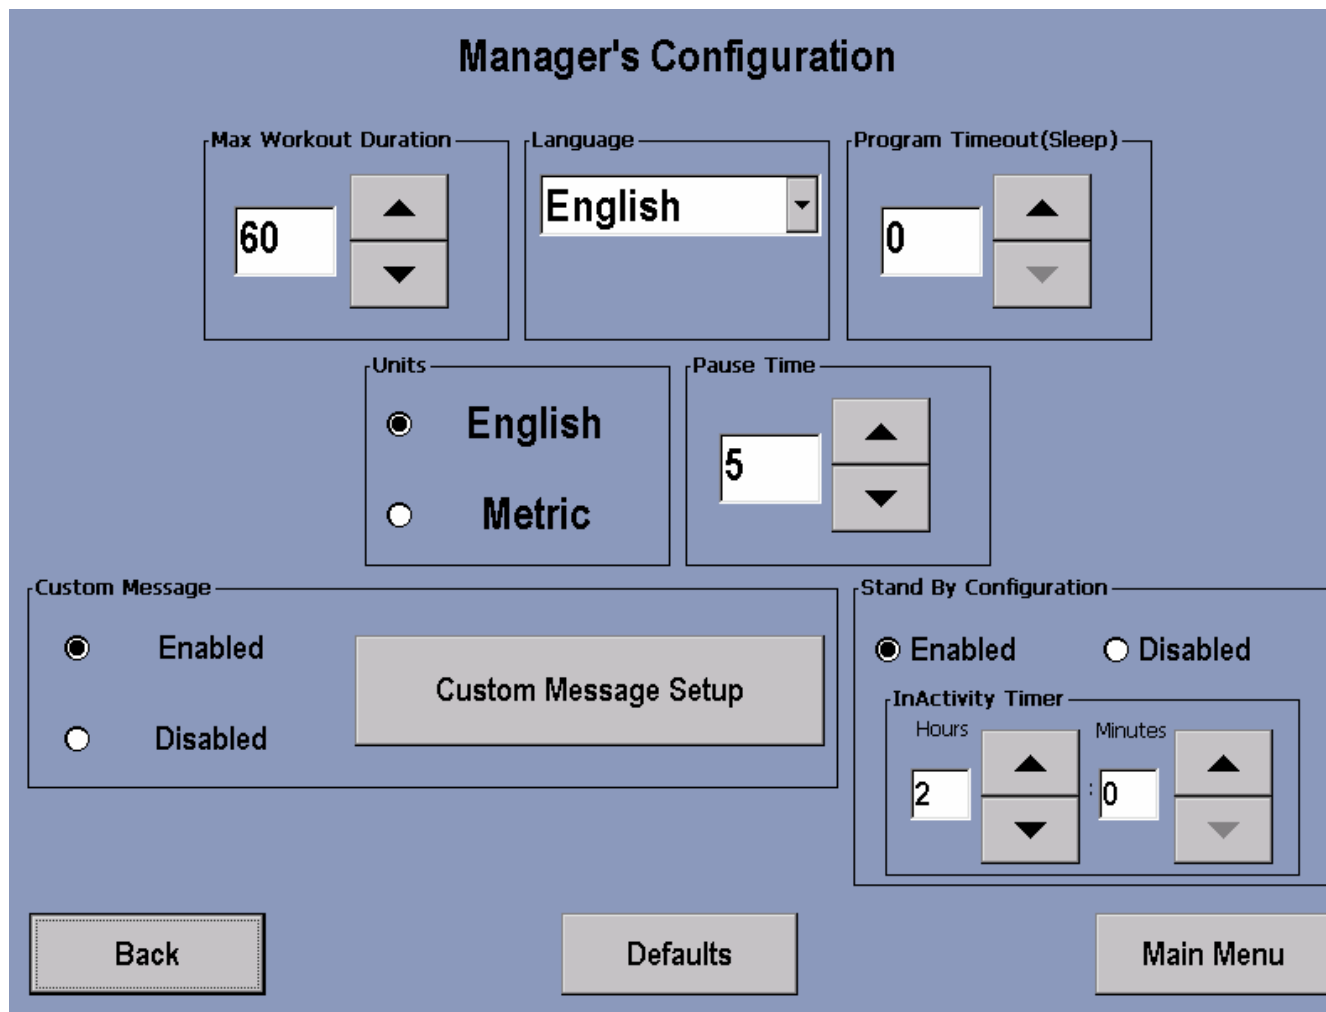 Manager's Configuration
Max Workout Duration
60
Language
English
Program Timeout(Sleep)
0
Units
English
Metric
Pause Time
5
Custom Message
Enabled
Disabled
Custom Message Setup
Stand By Configuration
Enabled
Disabled
InActivity Timer
Hours
Minutes
2
:
0
Back
Defaults
Main Menu